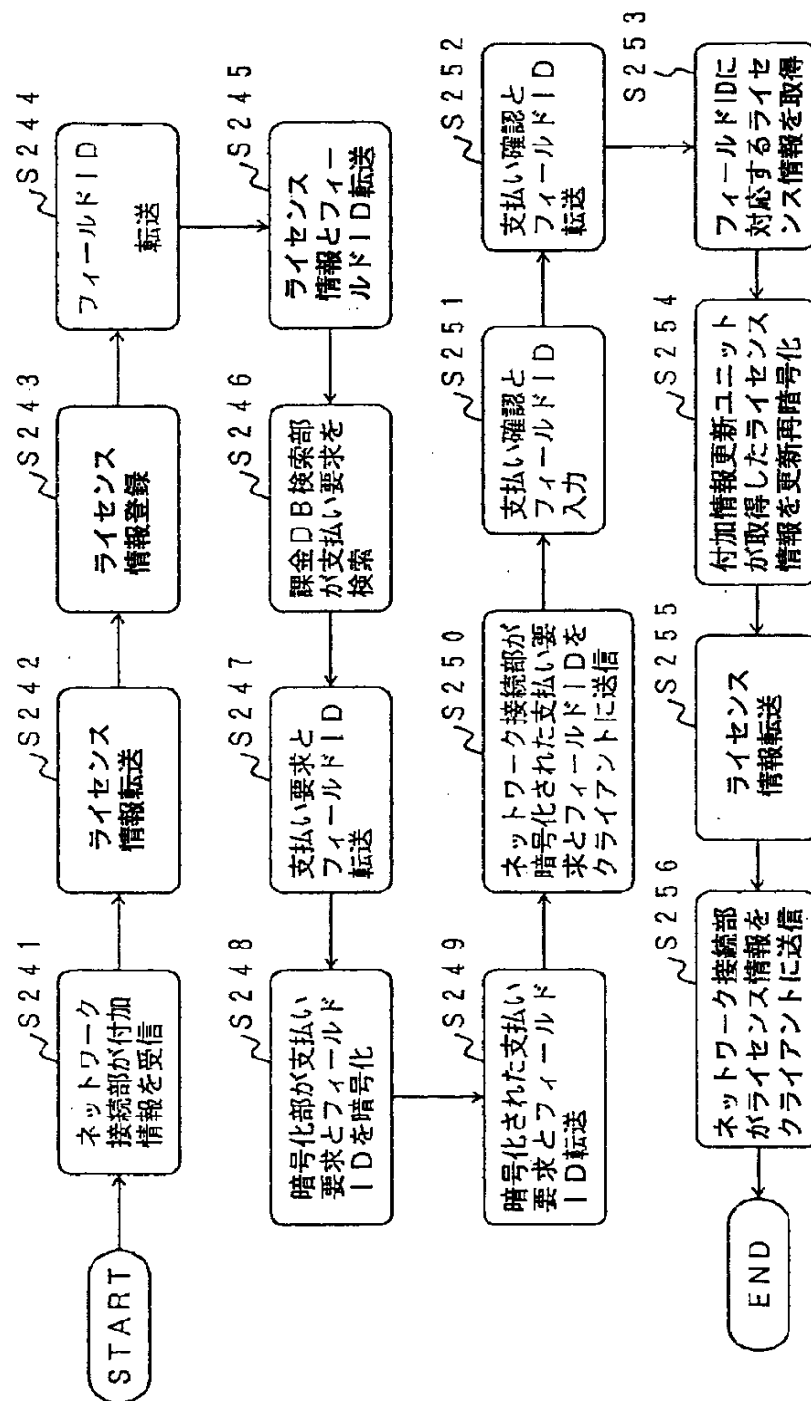 START
S241
ネットワーク
接続部が付加
情報を受信
S242
ライセンス
情報転送
S243
ライセンス
情報登録
S244
フィールドID
転送
S245
ライセンス
情報とフィー
ルドID転送
S246
課金DB検索部
が支払い要求を
検索
S247
支払い要求と
フィールドID
転送
S248
暗号化部が支払い
要求とフィールド
IDを暗号化
S249
暗号化された支払い
要求とフィールド
ID転送
S250
ネットワーク接続部が
暗号化された支払い要
求とフィールドIDを
クライアントに送信
S251
支払い確認と
フィールドID
入力
S252
支払い確認と
フィールドID
転送
S253
フィールドIDに
対応するライセ
ンス情報を取得
S254
付加情報更新ユニット
が取得したライセンス
情報を更新再暗号化
S255
ライセンス
情報転送
S256
ネットワーク接続部
がライセンス情報を
クライアントに送信
END